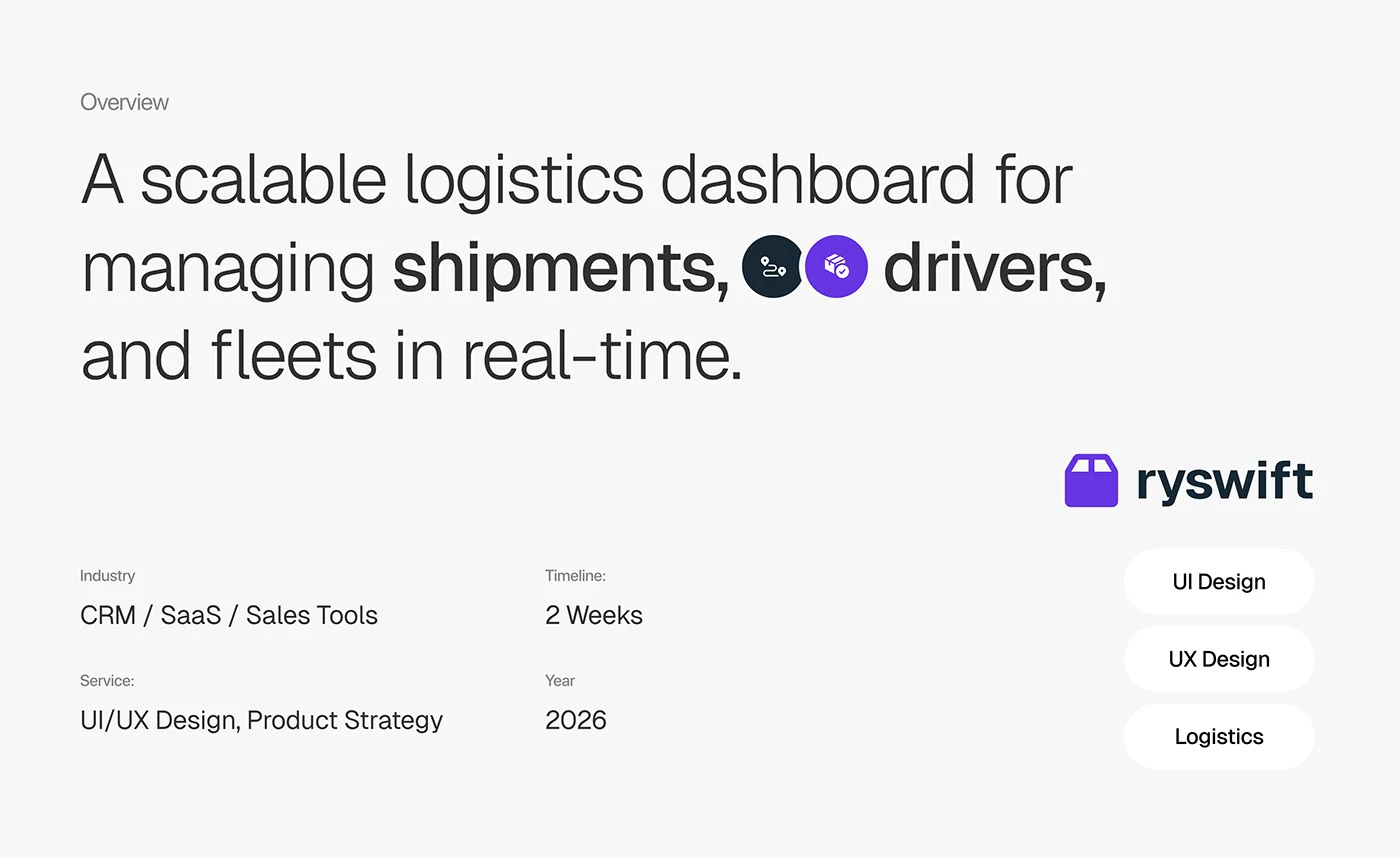 Overview
A scalable logistics dashboard for
managing shipments, drivers,
and fleets in real-time.
ryswift
Industry
CRM / SaaS / Sales Tools
Timeline:
2 Weeks
Service:
UI/UX Design, Product Strategy
Year
2026
UI Design
UX Design
Logistics